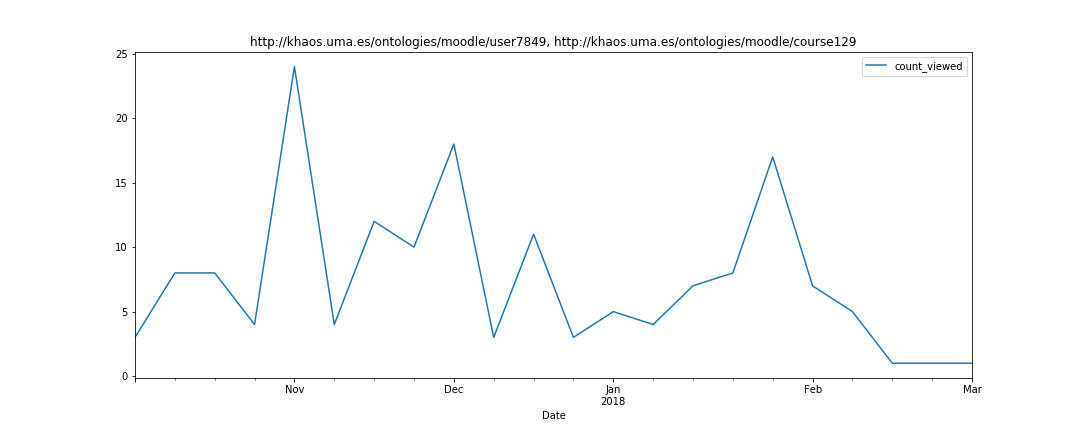 http://khaos.uma.es/ontologies/moodle/user7849, http://khaos.uma.es/ontologies/moodle/course129
count_viewed
25
20
15
10
5
0
Nov Dec Jan Feb Mar
2018
Date